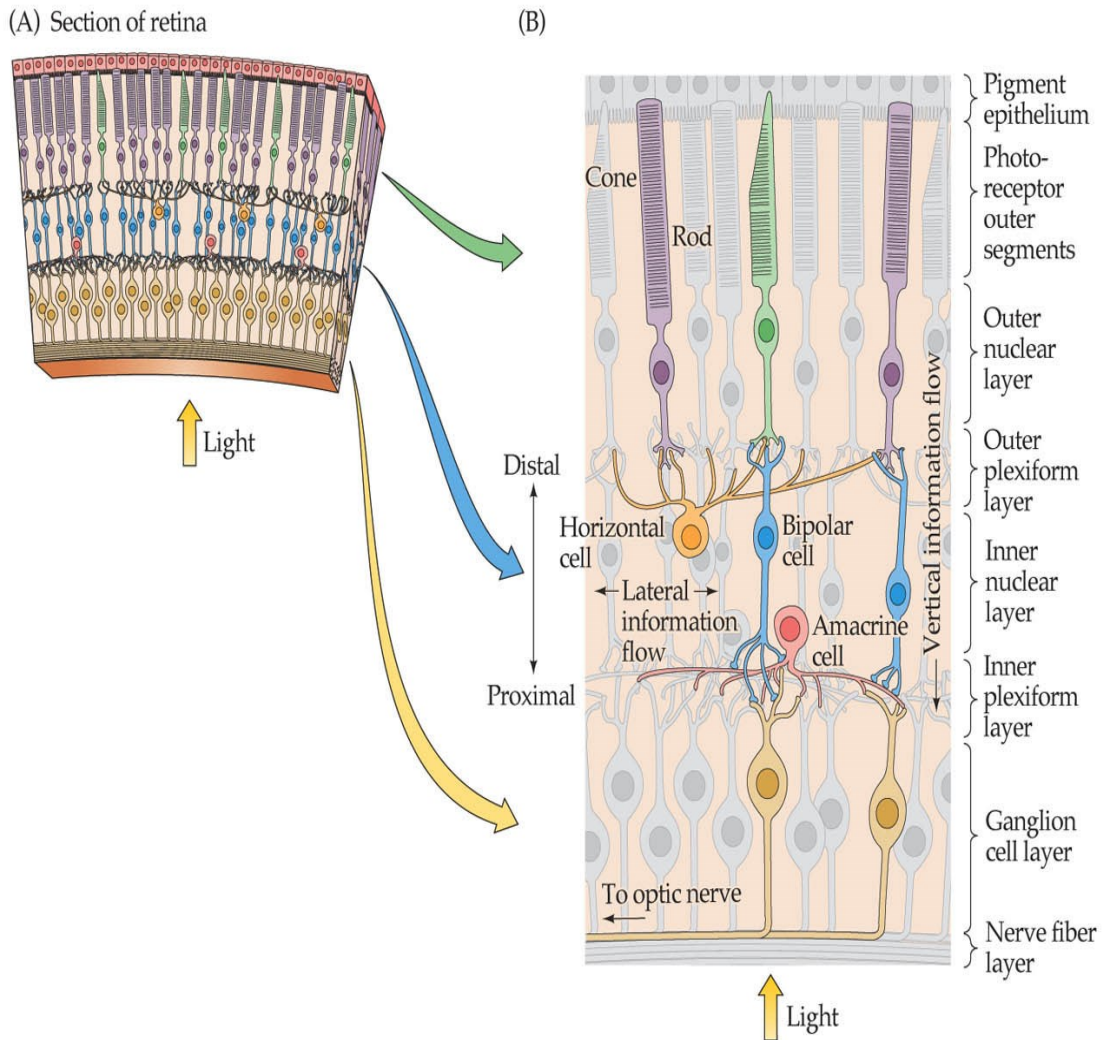 (A) Section of retina
Light
(B)
Distal
Proximal
Cone
Rod
Horizontal
cell
Bipolar
cell
Lateral
information
flow
Amacrine
cell
Vertical information flow
To optic nerve
Light
Pigment
epithelium
Photo-
receptor
outer
segments
Outer
nuclear
layer
Outer
plexiform
layer
Inner
nuclear
layer
Inner
plexiform
layer
Ganglion
cell layer
Nerve fiber
layer